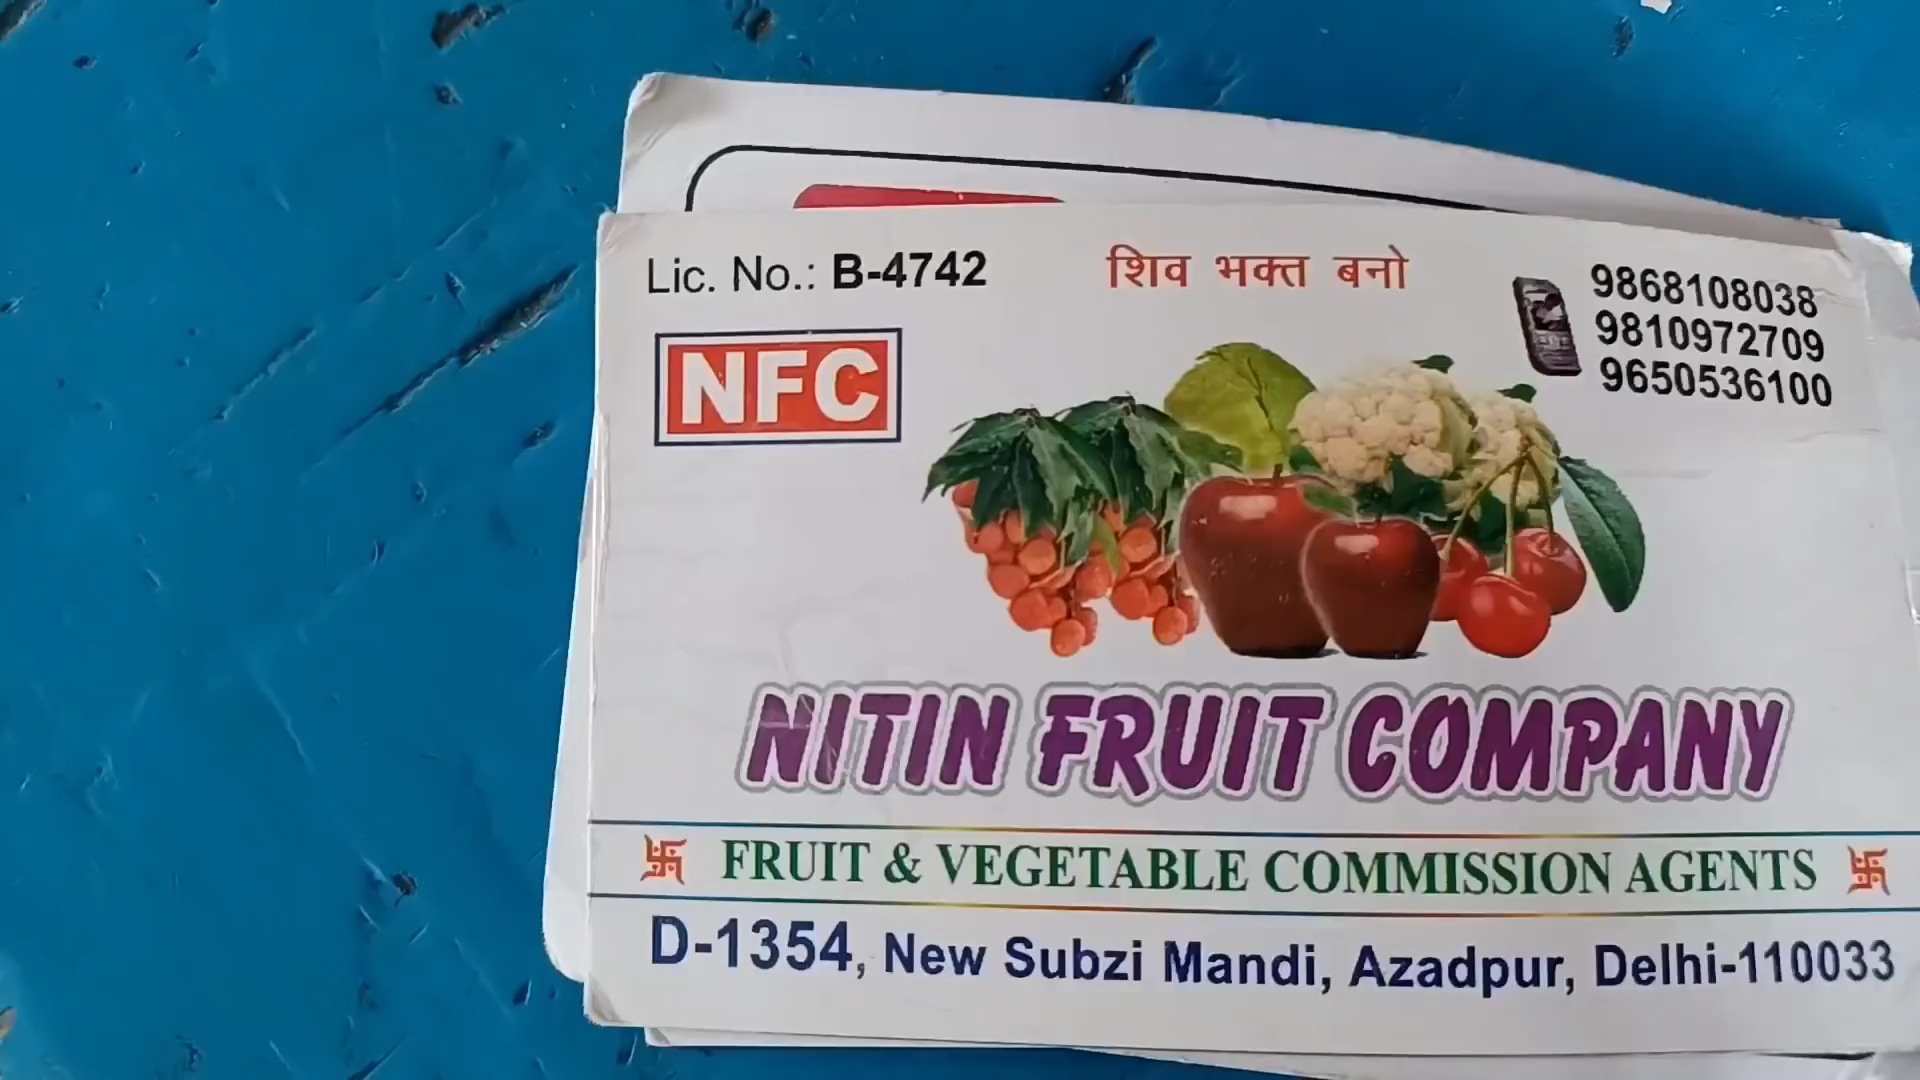 Lic. No.: B-4742
शिव भक्त बनो
9868108038
9810972709
9650536100
NFC
NITIN FRUIT COMPANY
FRUIT & VEGETABLE COMMISSION AGENTS
D-1354, New Subzi Mandi, Azadpur, Delhi-110033